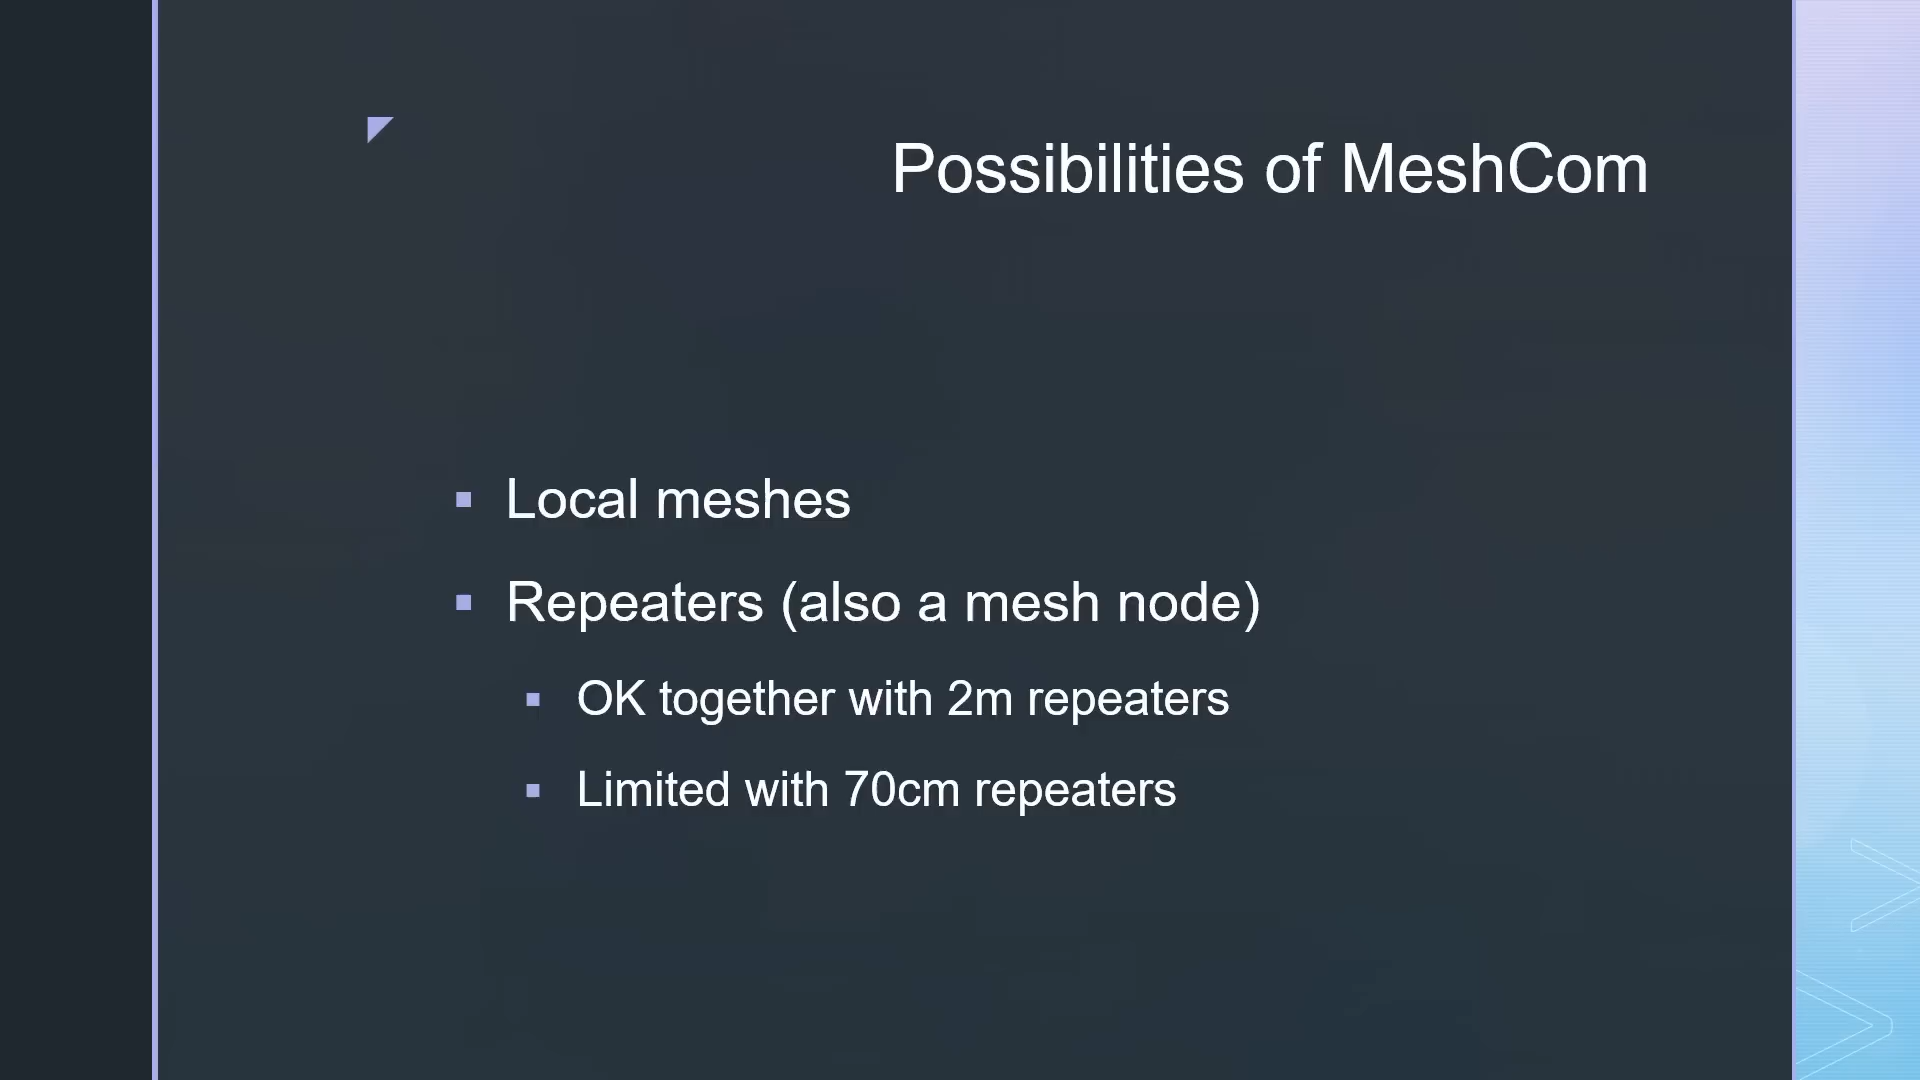 Possibilities of MeshCom
Local meshes
Repeaters (also a mesh node)
OK together with 2m repeaters
Limited with 70cm repeaters